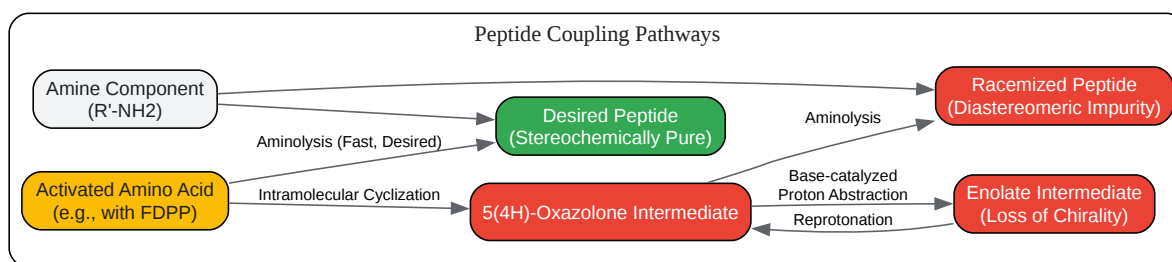 Peptide Coupling Pathways
Amine Component
(R'-NH2)
Racemized Peptide
(Diastereomeric Impurity)
Desired Peptide
(Stereochemically Pure)
Aminolysis
Aminolysis (Fast, Desired)
Activated Amino Acid
(e.g., with FDPP)
Intramolecular Cyclization
5(4H)-Oxazolone Intermediate
Base-catalyzed
Proton Abstraction
Reprotonation
Enolate Intermediate
(Loss of Chirality)